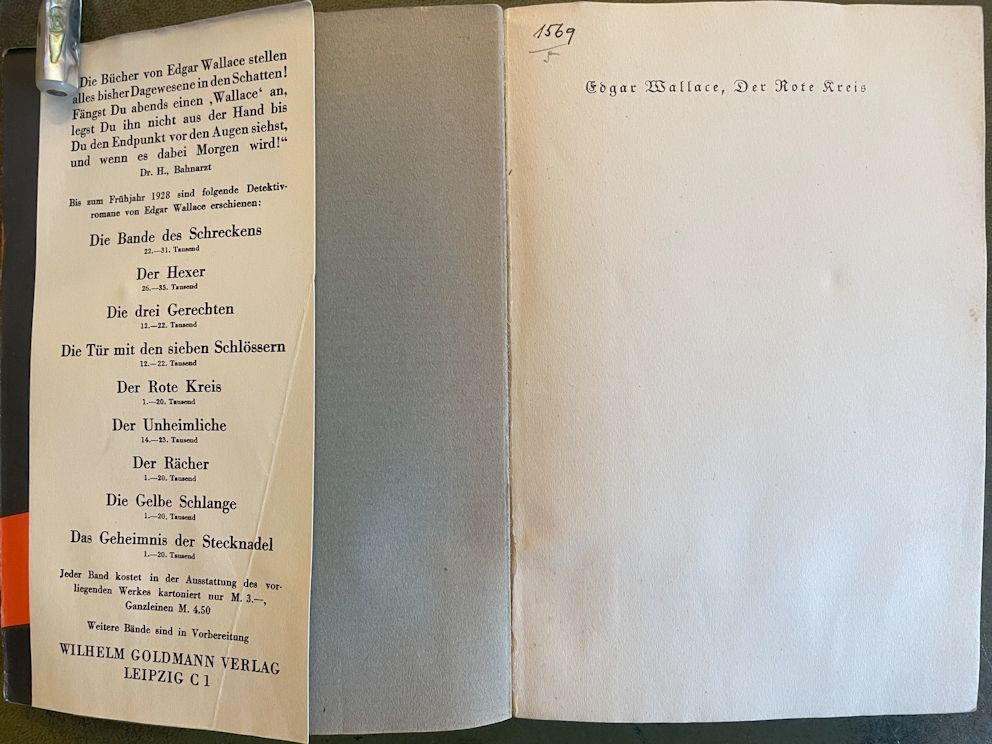 „Die Bücher von Edgar Wallace stellen
alles bisher Dagewesene in den Schatten!
Fängst Du abends einen ‚Wallace‘ an,
legst Du ihn nicht aus der Hand bis
Du den Endpunkt vor den Augen siehst,
und wenn es dabei Morgen wird!“
Dr. H., Bahnarzt
Bis zum Frühjahr 1928 sind folgende Detektiv-
romane von Edgar Wallace erschienen:
Die Bande des Schreckens
22.—31. Tausend
Der Hexer
26.—35. Tausend
Die drei Gerechten
12.—22. Tausend
Die Tür mit den sieben Schlössern
12.—22. Tausend
Der Rote Kreis
1.—20. Tausend
Der Unheimliche
14.—23. Tausend
Der Rächer
1.—20. Tausend
Die Gelbe Schlange
1.—20. Tausend
Das Geheimnis der Stecknadel
1.—20. Tausend
Jeder Band kostet in der Ausstattung des vor-
liegenden Werkes kartoniert nur M. 3.—,
Ganzleinen M. 4.50
Weitere Bände sind in Vorbereitung
WILHELM GOLDMANN VERLAG
LEIPZIG C 1
1569
Edgar Wallace, Der Rote Kreis